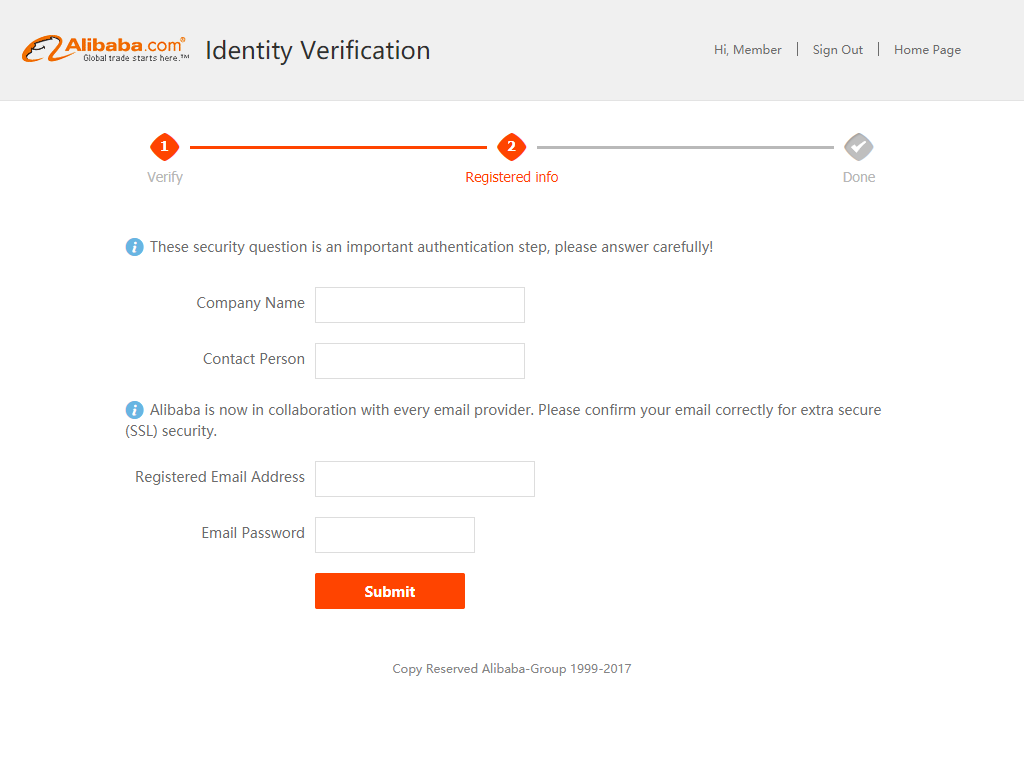 Alibaba.com®
Global trade starts here.™
Identity Verification
Hi, Member | Sign Out | Home Page
1 2
Verify Registered info Done
These security question is an important authentication step, please answer carefully!
Company Name
Contact Person
Alibaba is now in collaboration with every email provider. Please confirm your email correctly for extra secure
(SSL) security.
Registered Email Address
Email Password
Submit
Copy Reserved Alibaba-Group 1999-2017